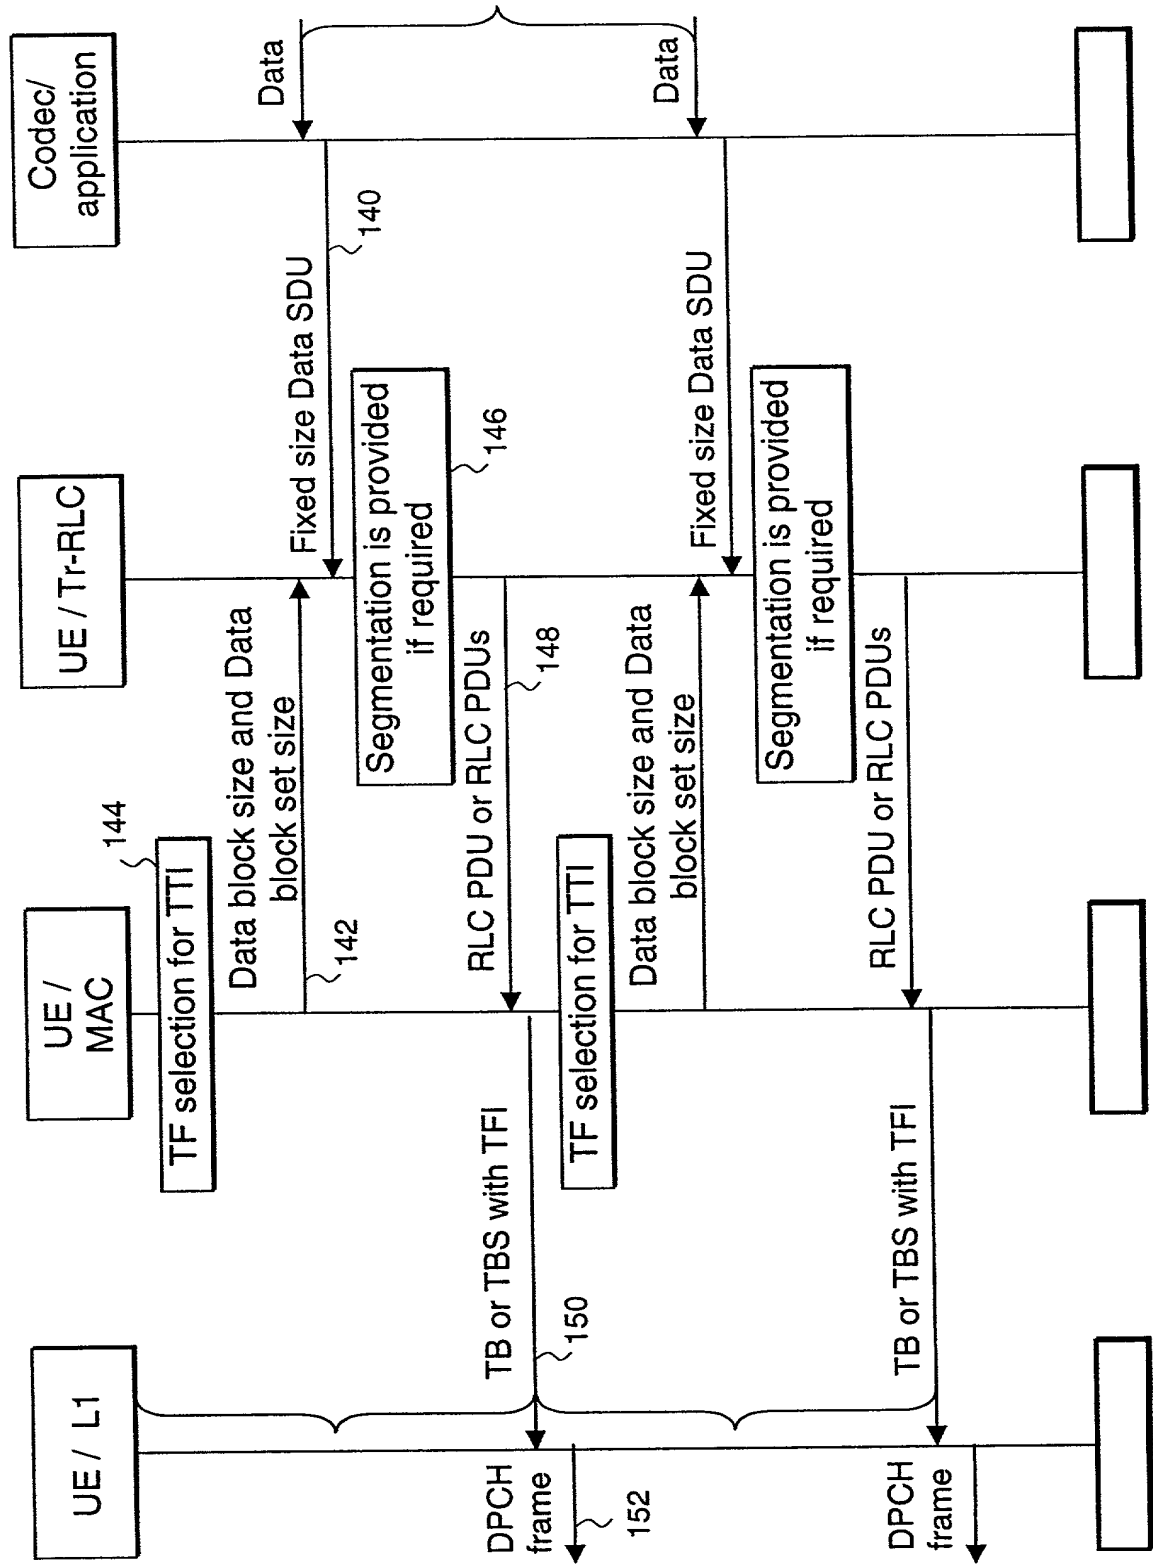 UE / L1
UE /
MAC
UE / Tr-RLC
Codec/
application
144
TF selection for TTI
Data
Data block size and Data
block set size
142
Fixed size Data SDU
140
Segmentation is provided
if required
146
RLC PDU or RLC PDUs
148
TB or TBS with TFI
150
DPCH
frame
152
TF selection for TTI
Data
Data block size and Data
block set size
Fixed size Data SDU
Segmentation is provided
if required
RLC PDU or RLC PDUs
TB or TBS with TFI
DPCH
frame